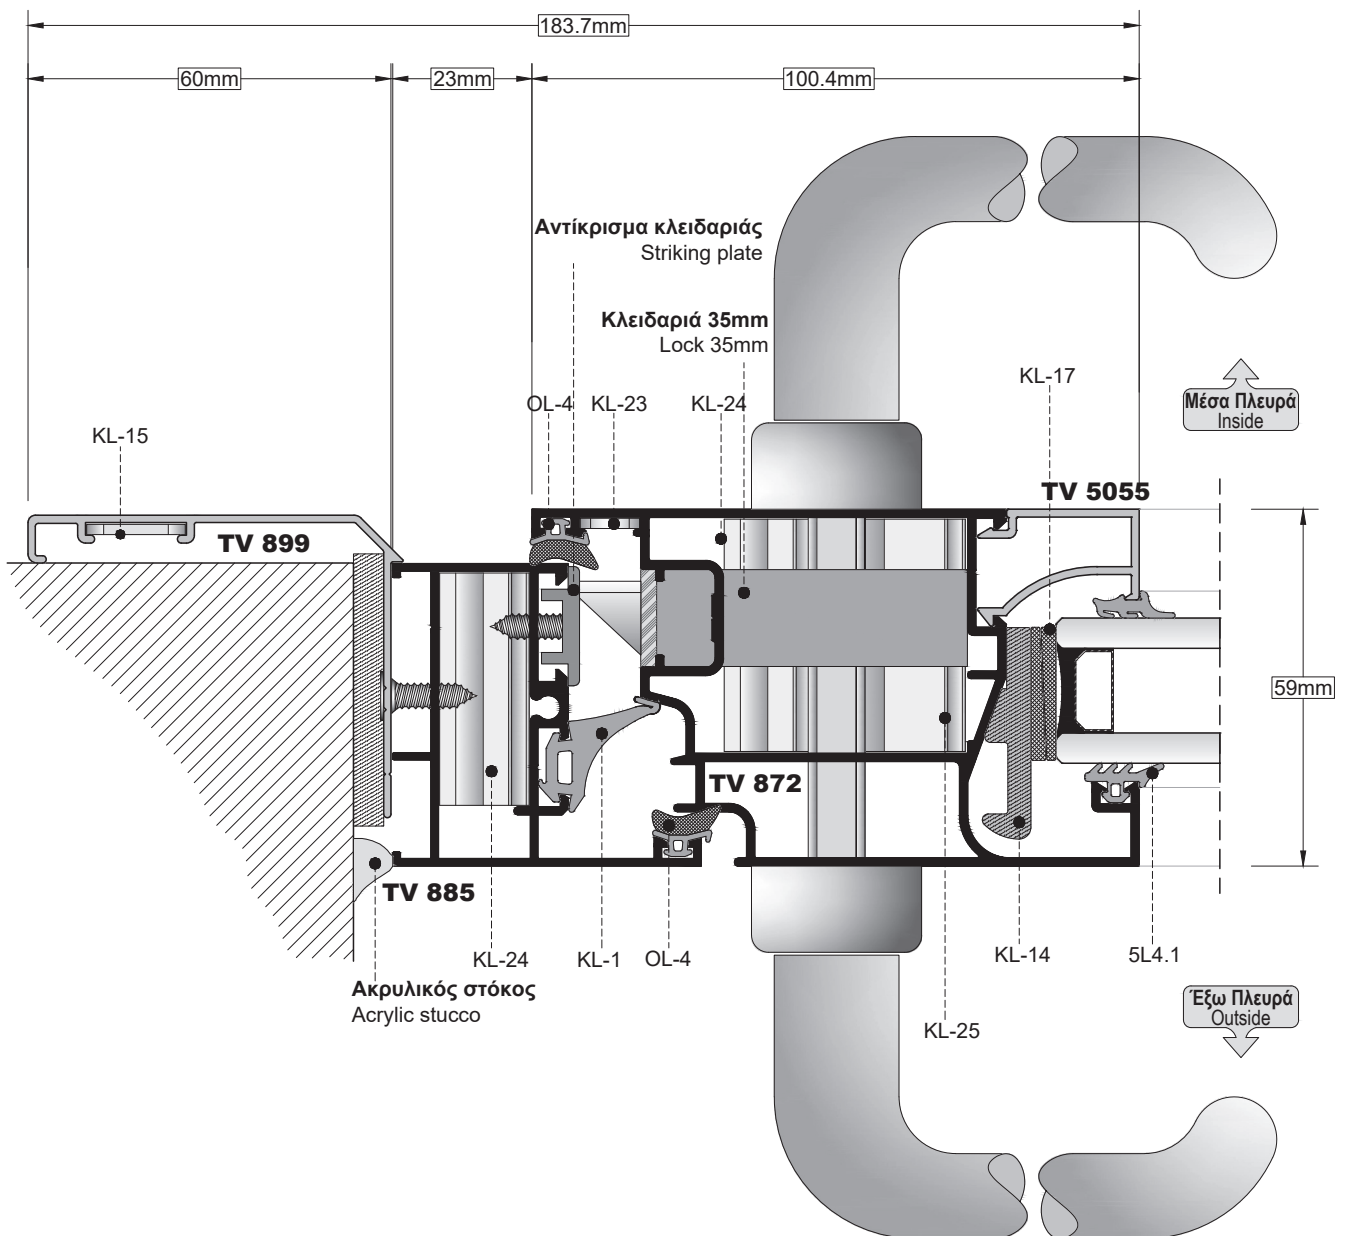 183.7mm
60mm
23mm
100.4mm
Αντίκρισμα κλειδαριάς
Striking plate
Κλειδαριά 35mm
Lock 35mm
KL-17
Μέσα Πλευρά
Inside
OL-4
KL-23
KL-24
KL-15
TV 5055
TV 899
59mm
TV 872
TV 885
KL-24
KL-1
OL-4
KL-14
5L4.1
Ακρυλικός στόκος
Acrylic stucco
Έξω Πλευρά
Outside
KL-25